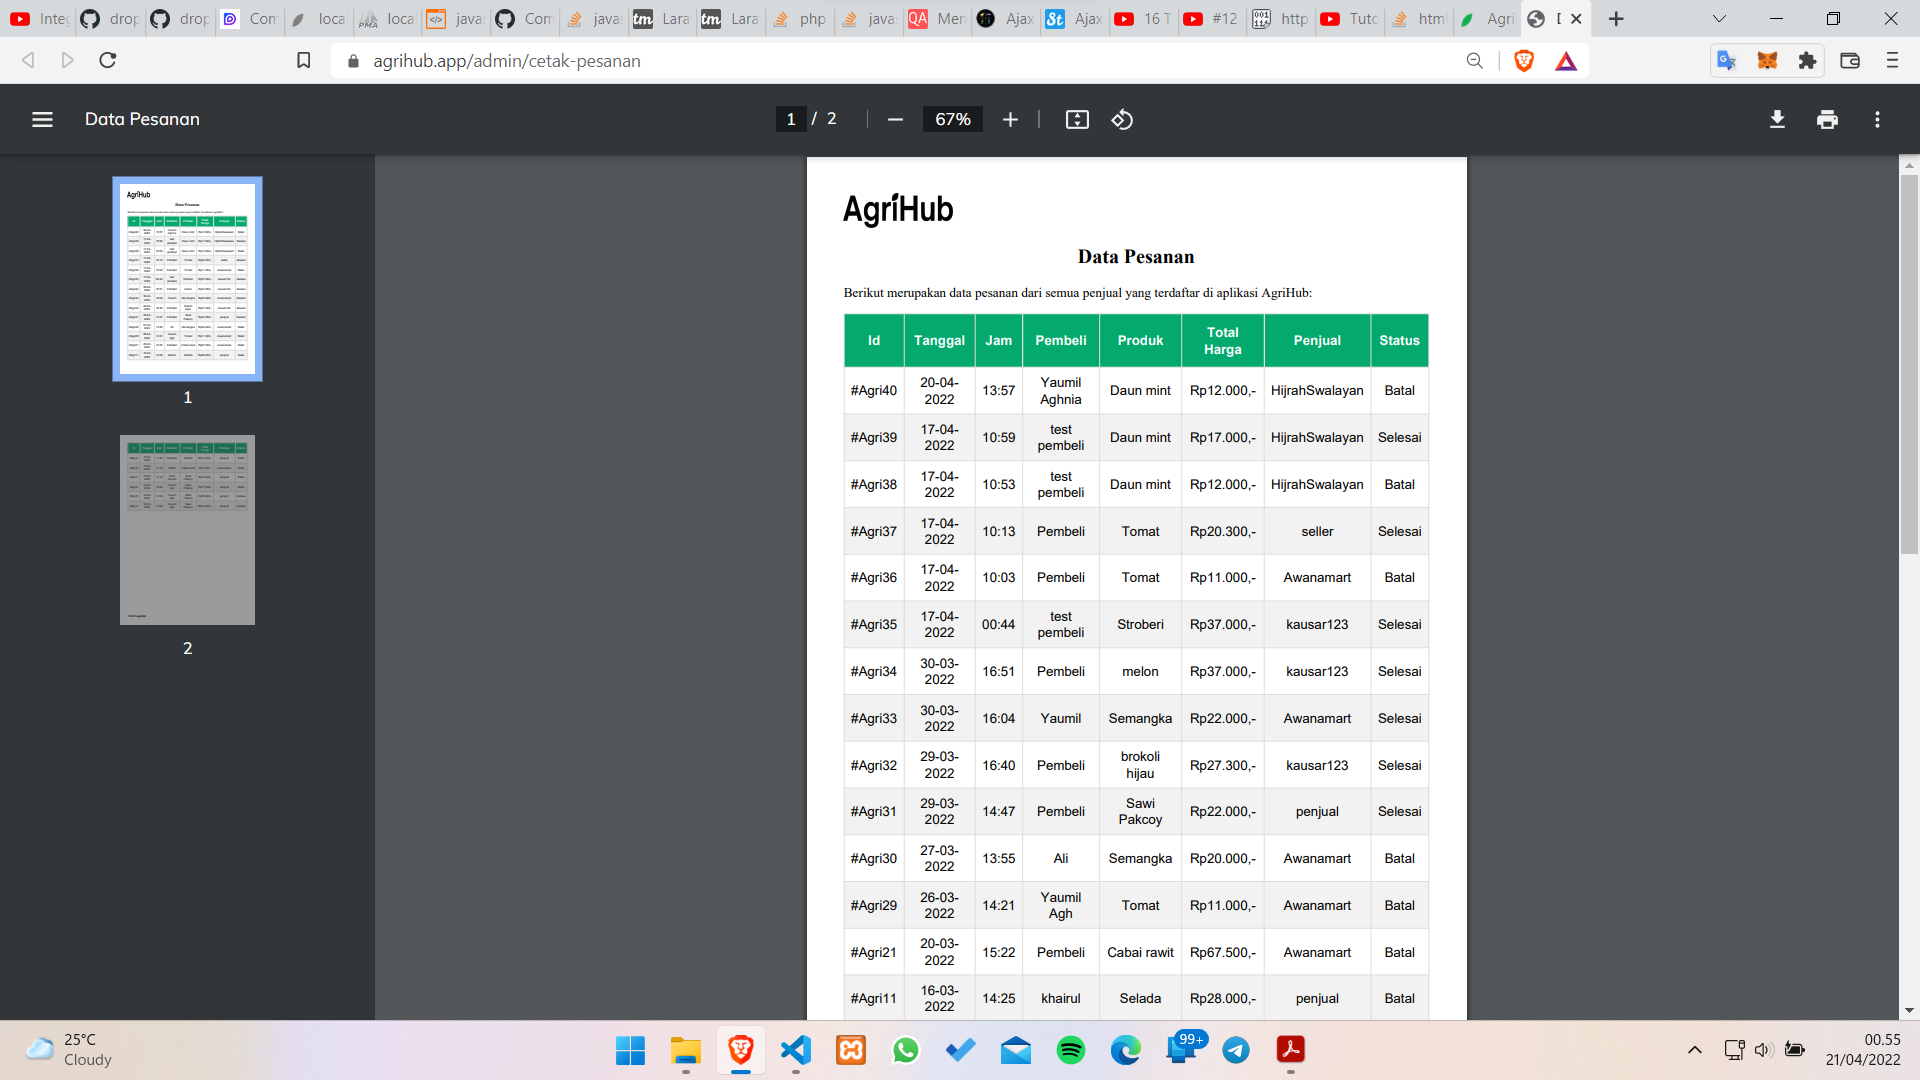 Integ
drop
drop
Com
loca
loca
javas
Com
javas
Lara
Lara
php
javas
Men
Ajax
Ajax
16 T
#12
http
Tuto
html
Agri
agrihub.app/admin/cetak-pesanan
Data Pesanan
1 / 2
67%
AgriHub
Data Pesanan
Berikut merupakan data pesanan dari semua penjual yang terdaftar di aplikasi AgriHub:
Id Tanggal Jam Pembeli Produk Total Harga Penjual Status
#Agri40 20-04-2022 13:57 Yaumil Aghnia Daun mint Rp12.000,- HijrahSwalayan Batal
#Agri39 17-04-2022 10:59 test pembeli Daun mint Rp17.000,- HijrahSwalayan Selesai
#Agri38 17-04-2022 10:53 test pembeli Daun mint Rp12.000,- HijrahSwalayan Batal
#Agri37 17-04-2022 10:13 Pembeli Tomat Rp20.300,- seller Selesai
#Agri36 17-04-2022 10:03 Pembeli Tomat Rp11.000,- Awanamart Batal
#Agri35 17-04-2022 00:44 test pembeli Stroberi Rp37.000,- kausar123 Selesai
#Agri34 30-03-2022 16:51 Pembeli melon Rp37.000,- kausar123 Selesai
#Agri33 30-03-2022 16:04 Yaumil Semangka Rp22.000,- Awanamart Selesai
#Agri32 29-03-2022 16:40 Pembeli brokoli hijau Rp27.300,- kausar123 Selesai
#Agri31 29-03-2022 14:47 Pembeli Sawi Pakcoy Rp22.000,- penjual Selesai
#Agri30 27-03-2022 13:55 Ali Semangka Rp20.000,- Awanamart Batal
#Agri29 26-03-2022 14:21 Yaumil Agh Tomat Rp11.000,- Awanamart Batal
#Agri21 20-03-2022 15:22 Pembeli Cabai rawit Rp67.500,- Awanamart Batal
#Agri11 16-03-2022 14:25 khairul Selada Rp28.000,- penjual Batal
1
2
25°C
Cloudy
99+
00.55
21/04/2022